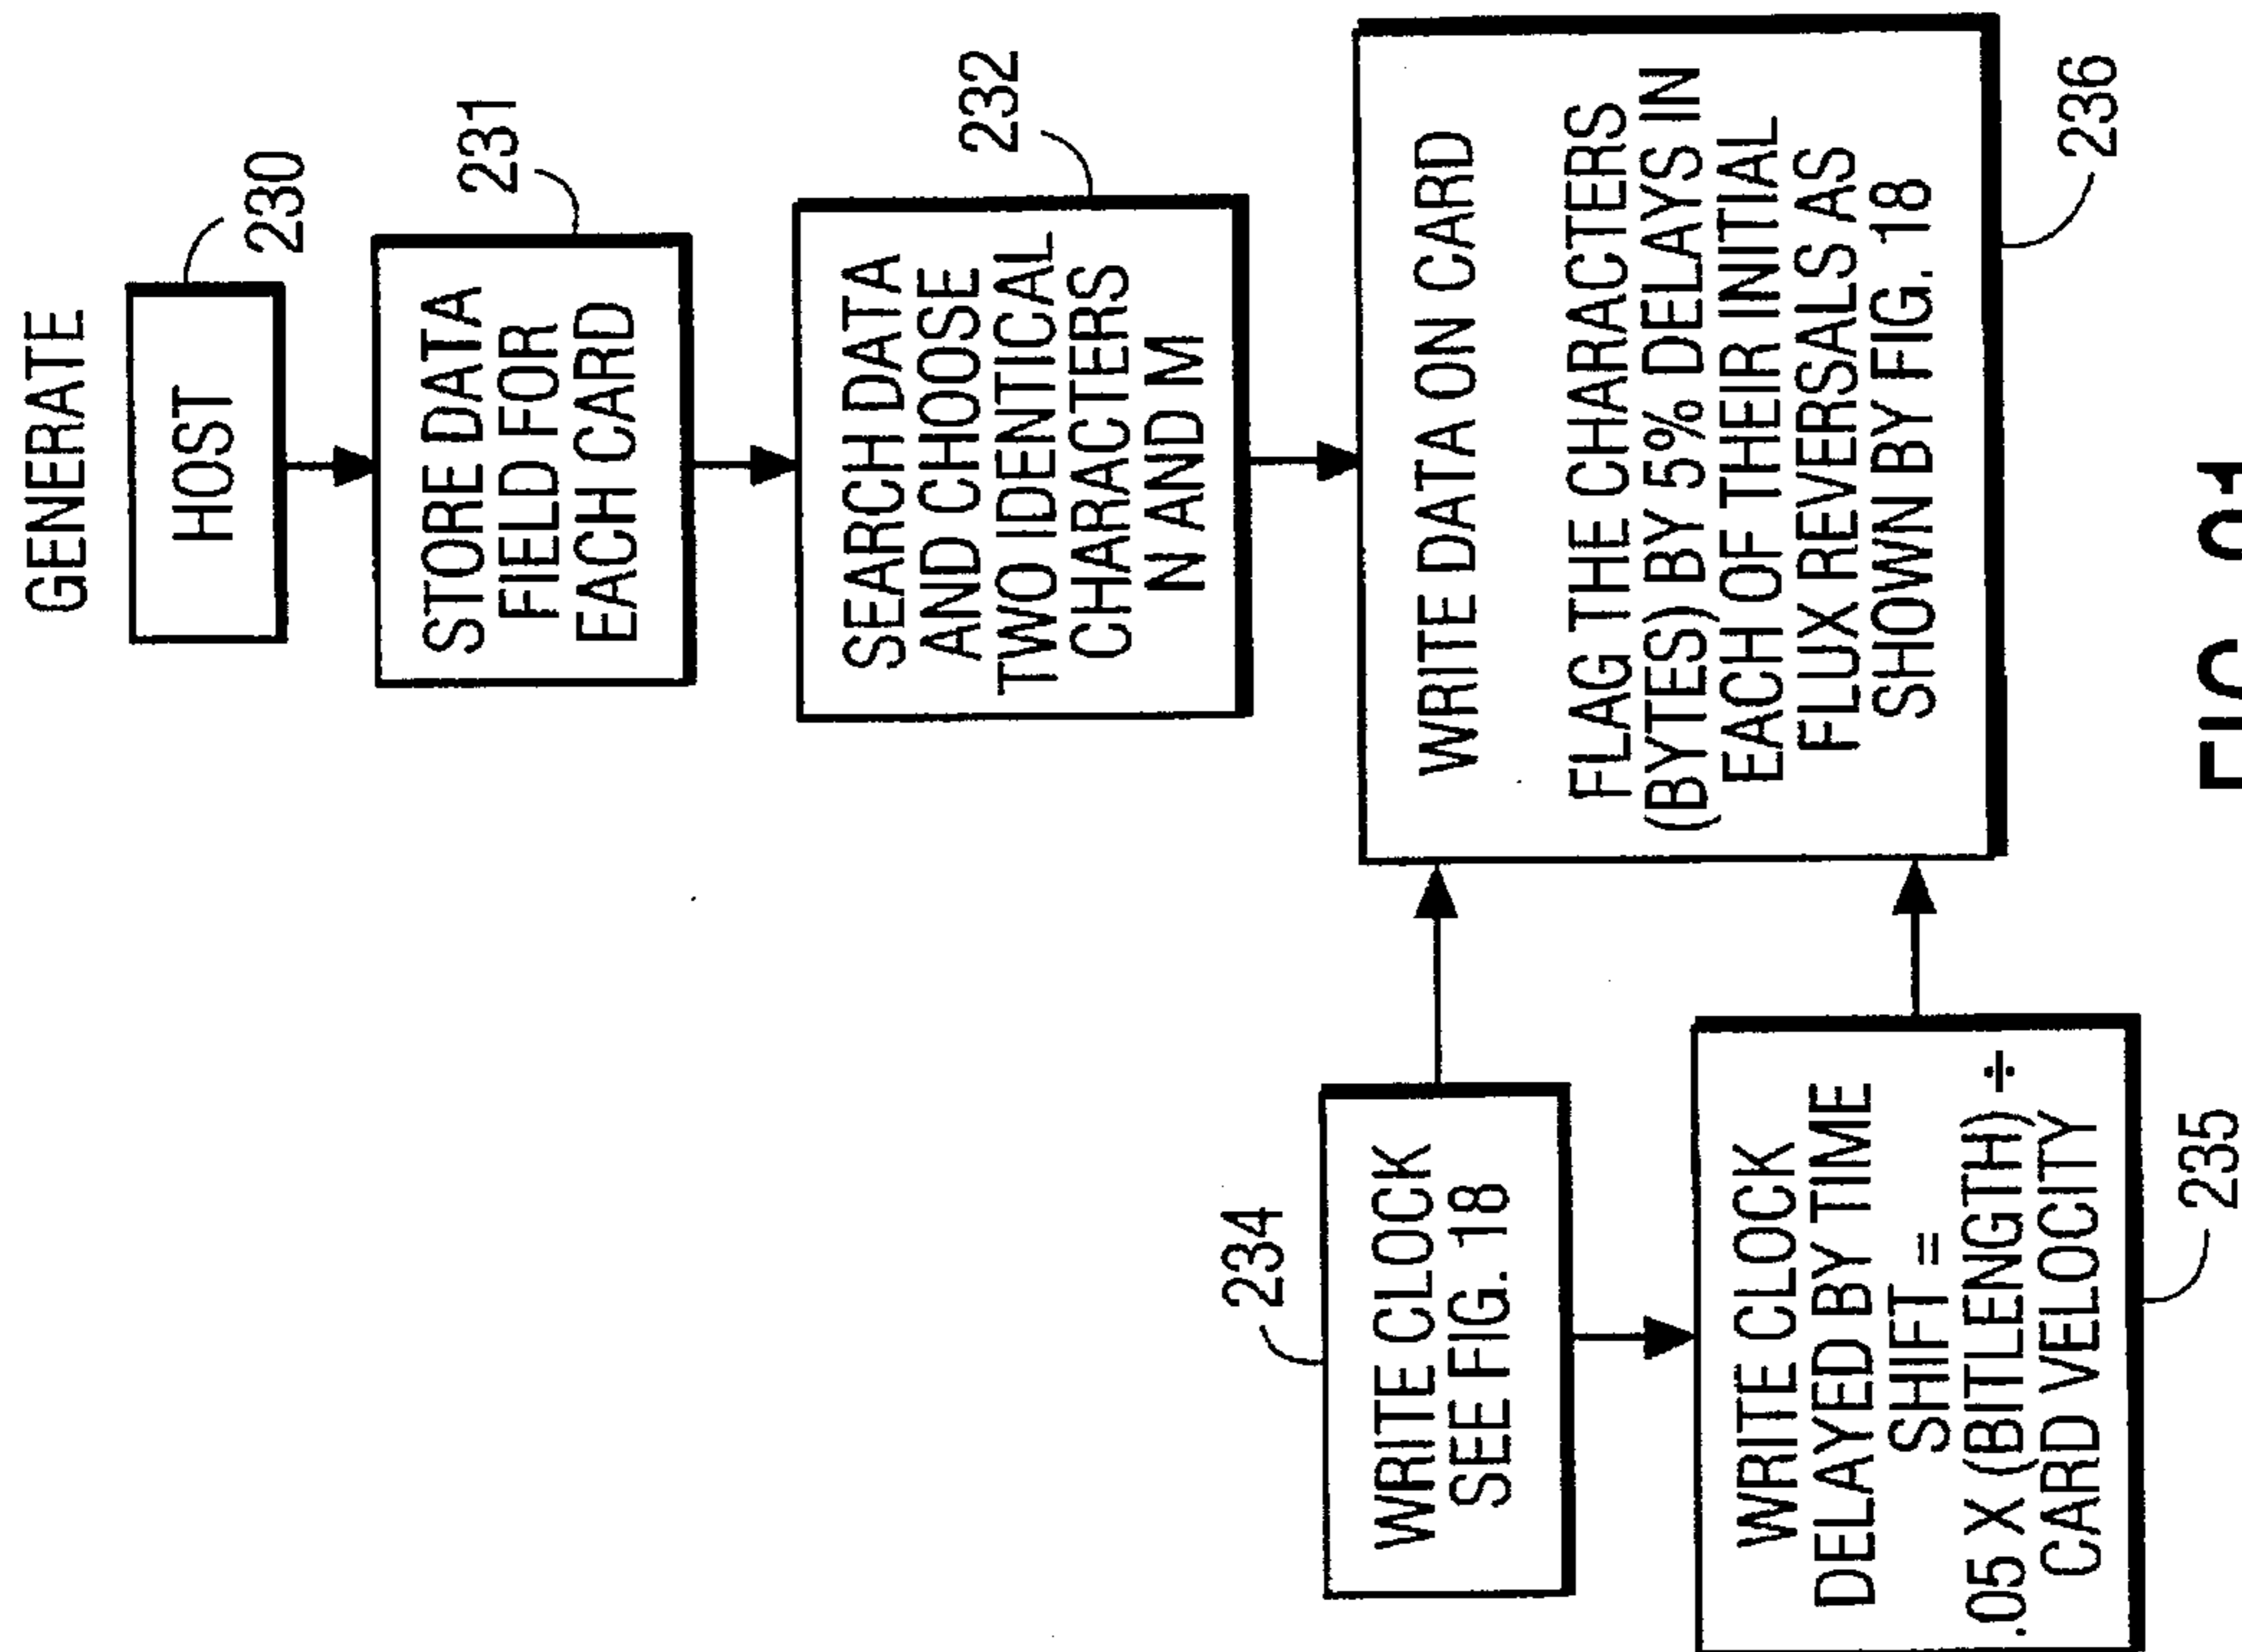 GENERATE
HOST
230
STORE DATA
FIELD FOR
EACH CARD
231
SEARCH DATA
AND CHOOSE
TWO IDENTICAL
CHARACTERS
N AND M
232
WRITE CLOCK
SEE FIG. 18
234
WRITE CLOCK
DELAYED BY TIME
SHIFT =
.05 X (BITLENGTH) ÷
CARD VELOCITY
235
WRITE DATA ON CARD
FLAG THE CHARACTERS
(BYTES) BY 5% DELAYS IN
EACH OF THEIR INITIAL
FLUX REVERSALS AS
SHOWN BY FIG. 18
236